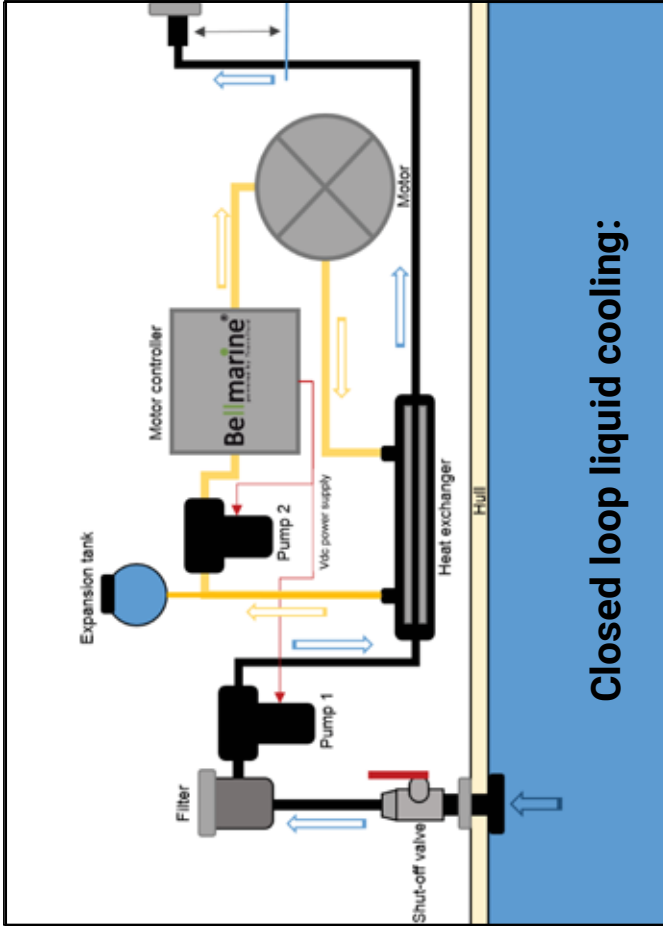 Expansion tank
Motor controller
Bellmarine®
Motor
Filter
Pump 1
Pump 2
Vdc power supply
Shut-off valve
Heat exchanger
Hull
Closed loop liquid cooling: